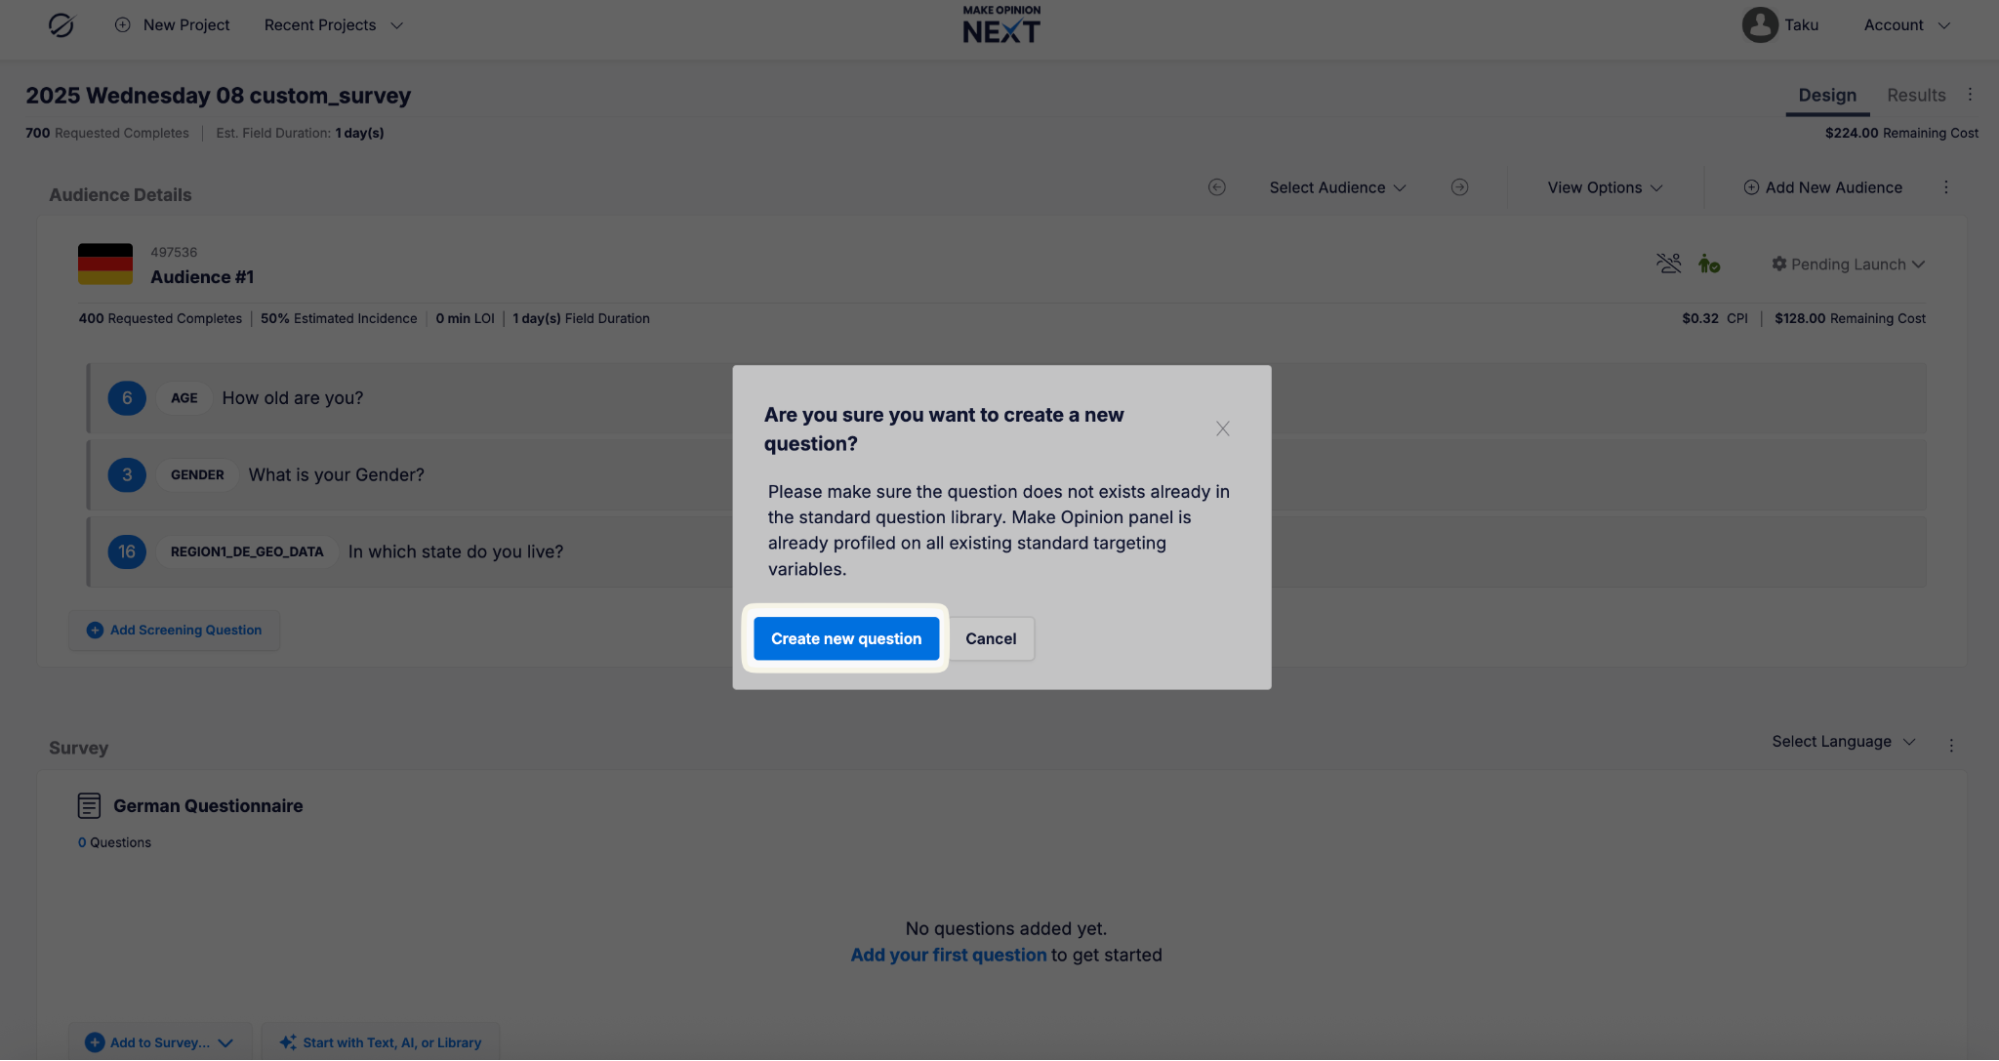 New Project
Recent Projects
MAKE OPINION
NEXT
Taku
Account
2025 Wednesday 08 custom_survey
Design
Results
700 Requested Completes
Est. Field Duration: 1 day(s)
$224.00 Remaining Cost
Audience Details
Select Audience
View Options
Add New Audience
497536
Audience #1
Pending Launch
400 Requested Completes
50% Estimated Incidence
0 min LOI
1 day(s) Field Duration
$0.32 CPI
$128.00 Remaining Cost
6 AGE How old are you?
3 GENDER What is your Gender?
16 REGION1_DE_GEO_DATA In which state do you live?
Add Screening Question
Are you sure you want to create a new
question?
Please make sure the question does not exists already in
the standard question library. Make Opinion panel is
already profiled on all existing standard targeting
variables.
Create new question
Cancel
Survey
Select Language
German Questionnaire
0 Questions
No questions added yet.
Add your first question to get started
Add to Survey...
Start with Text, AI, or Library